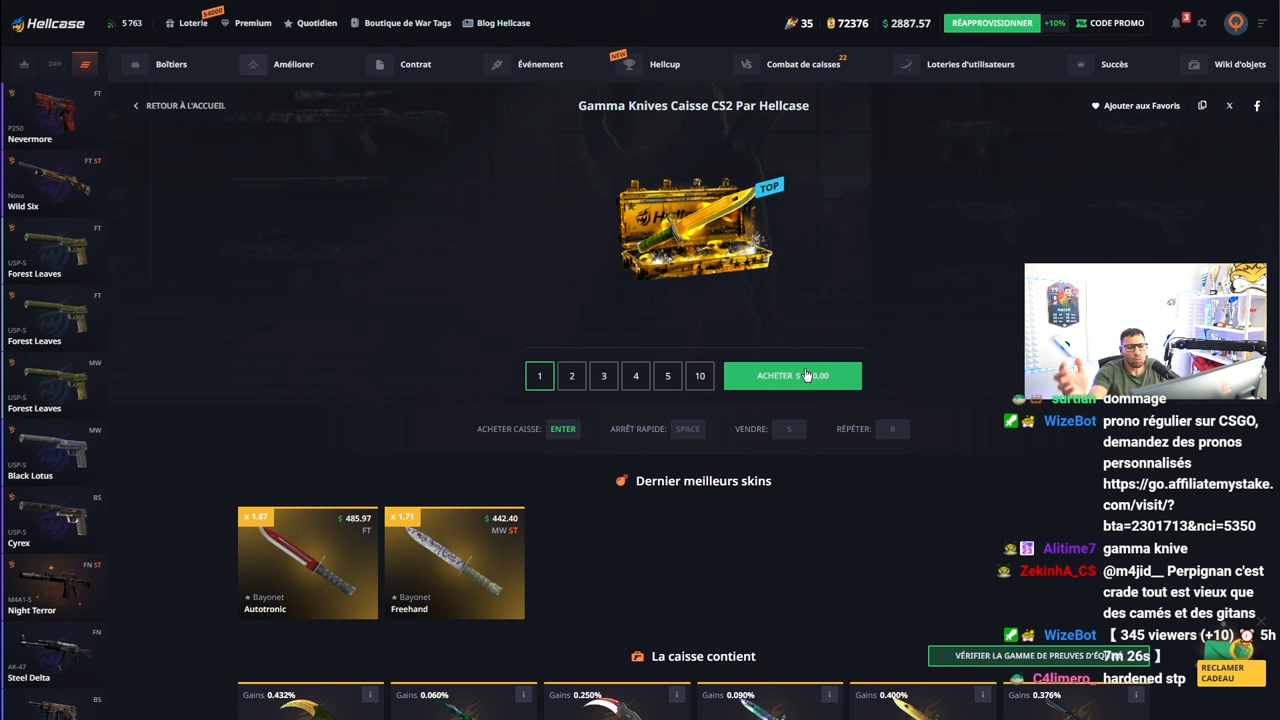 Hellcase
5 763
Loterie
$4000
Premium
Quotidien
Boutique de War Tags
Blog Hellcase
35
72376
$ 2887.57
RÉAPPROVISIONNER
+10%
CODE PROMO
3
24H
Boîtiers
Améliorer
Contrat
Événement
NEW
Hellcup
VS
Combat de caisses
22
Loteries d'utilisateurs
Succès
Wiki d'objets
RETOUR À L'ACCUEIL
Gamma Knives Caisse CS2 Par Hellcase
Ajouter aux Favoris
FT
P250
Nevermore
FT ST
Nova
Wild Six
FT
USP-S
Forest Leaves
FT
USP-S
Forest Leaves
MW
USP-S
Forest Leaves
MW
USP-S
Black Lotus
BS
USP-S
Cyrex
FN ST
M4A1-S
Night Terror
FN
AK-47
Steel Delta
BS
TOP
1
2
3
4
5
10
ACHETER $
0.00
ACHETER CAISSE:
ENTER
ARRÊT RAPIDE:
SPACE
VENDRE:
S
RÉPÉTER:
R
Dernier meilleurs skins
x 1.87
$ 485.97
FT
★ Bayonet
Autotronic
x 1.71
$ 442.40
MW ST
★ Bayonet
Freehand
La caisse contient
VÉRIFIER LA GAMME DE PREUVES D'ÉQ
Gains 0.432%
Gains 0.060%
Gains 0.250%
Gains 0.090%
Gains 0.400%
Gains 0.376%
99
surtian dommage
WizeBot prono régulier sur CSGO,
demandez des pronos
personnalisés
https://go.affiliatemystake.
com/visit/?
bta=2301713&nci=5350
Alitime7 gamma knive
ZekinhA_CS @m4jid__ Perpignan c'est
crade tout est vieux que
des camés et des gitans
WizeBot 【 345 viewers (+10) ⏰ 5h
7m 26s 】
C4limero_ hardened stp
RECLAMER
CADEAU